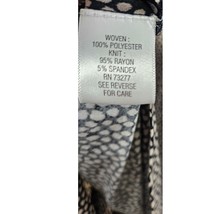 WOVEN :
100% POLYESTER
KNIT :
95% RAYON
5% SPANDEX
RN 73277
SEE REVERSE
FOR CARE